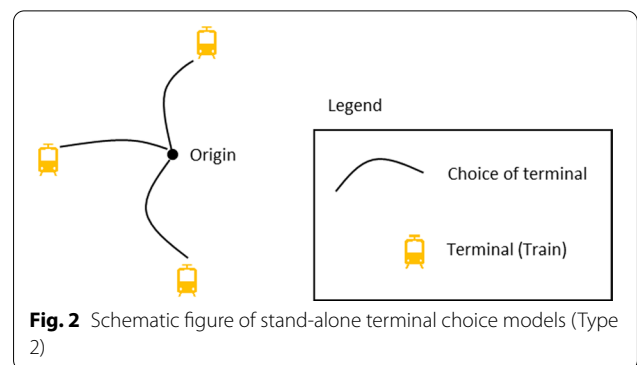 Legend
Origin
Choice of terminal
Terminal (Train)
Fig. 2 Schematic figure of stand-alone terminal choice models (Type
2)